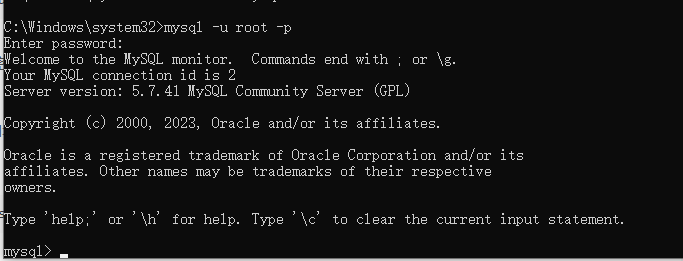 C:\Windows\system32>mysql -u root -p
Enter password:
Welcome to the MySQL monitor.  Commands end with ; or \g.
Your MySQL connection id is 2
Server version: 5.7.41 MySQL Community Server (GPL)
Copyright (c) 2000, 2023, Oracle and/or its affiliates.
Oracle is a registered trademark of Oracle Corporation and/or its
affiliates. Other names may be trademarks of their respective
owners.
Type 'help;' or '\h' for help. Type '\c' to clear the current input statement.
mysql>